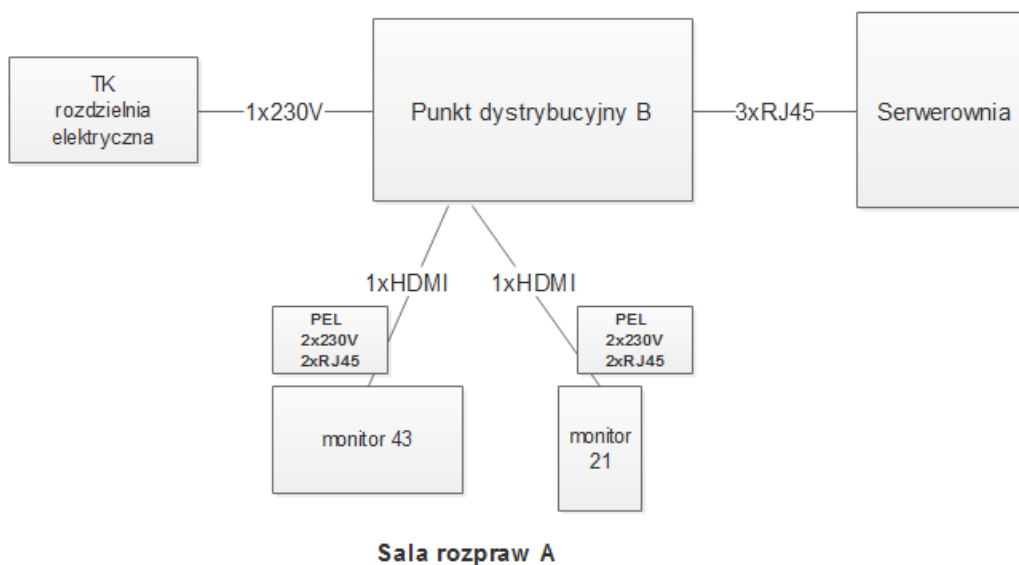 TK
rozdzielnia
elektryczna
1x230V
Punkt dystrybucyjny B
3xRJ45
Serwerownia
1xHDMI
1xHDMI
PEL
2x230V
2xRJ45
PEL
2x230V
2xRJ45
monitor 43
monitor
21
Sala rozpraw A